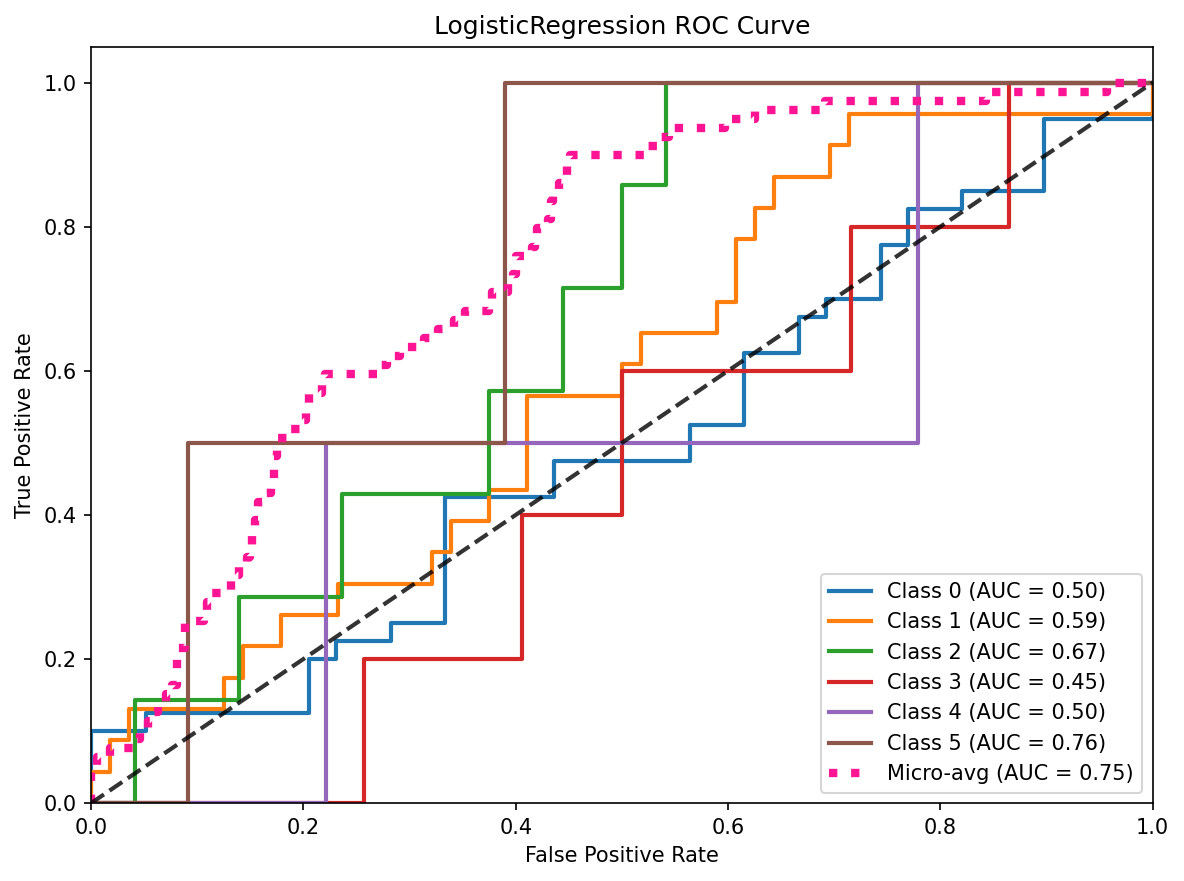 LogisticRegression ROC Curve
True Positive Rate
1.0
0.8
0.6
0.4
0.2
0.0
0.0 0.2 0.4 0.6 0.8 1.0
False Positive Rate
Class 0 (AUC = 0.50)
Class 1 (AUC = 0.59)
Class 2 (AUC = 0.67)
Class 3 (AUC = 0.45)
Class 4 (AUC = 0.50)
Class 5 (AUC = 0.76)
Micro-avg (AUC = 0.75)